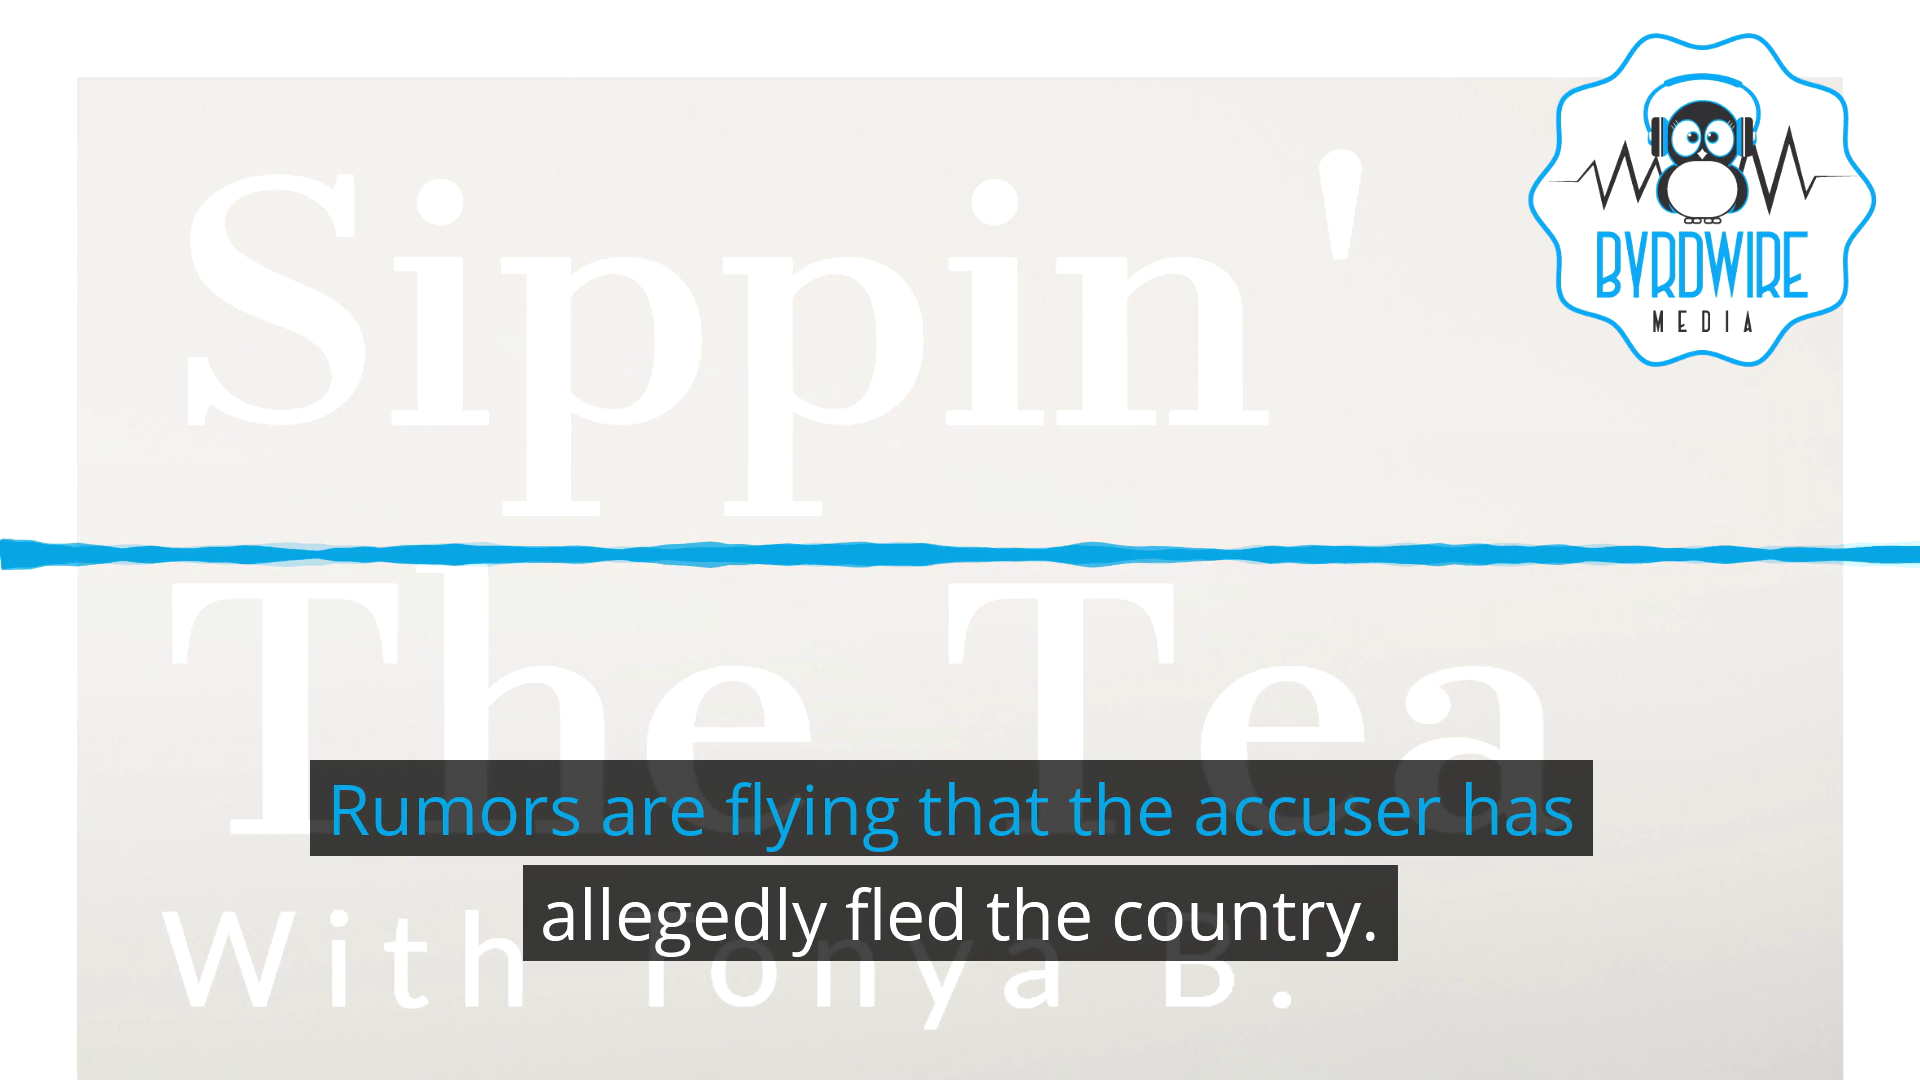 Sippin'
The Tea
With Tonya B.
BYRDWIRE
MEDIA
Rumors are flying that the accuser has
allegedly fled the country.